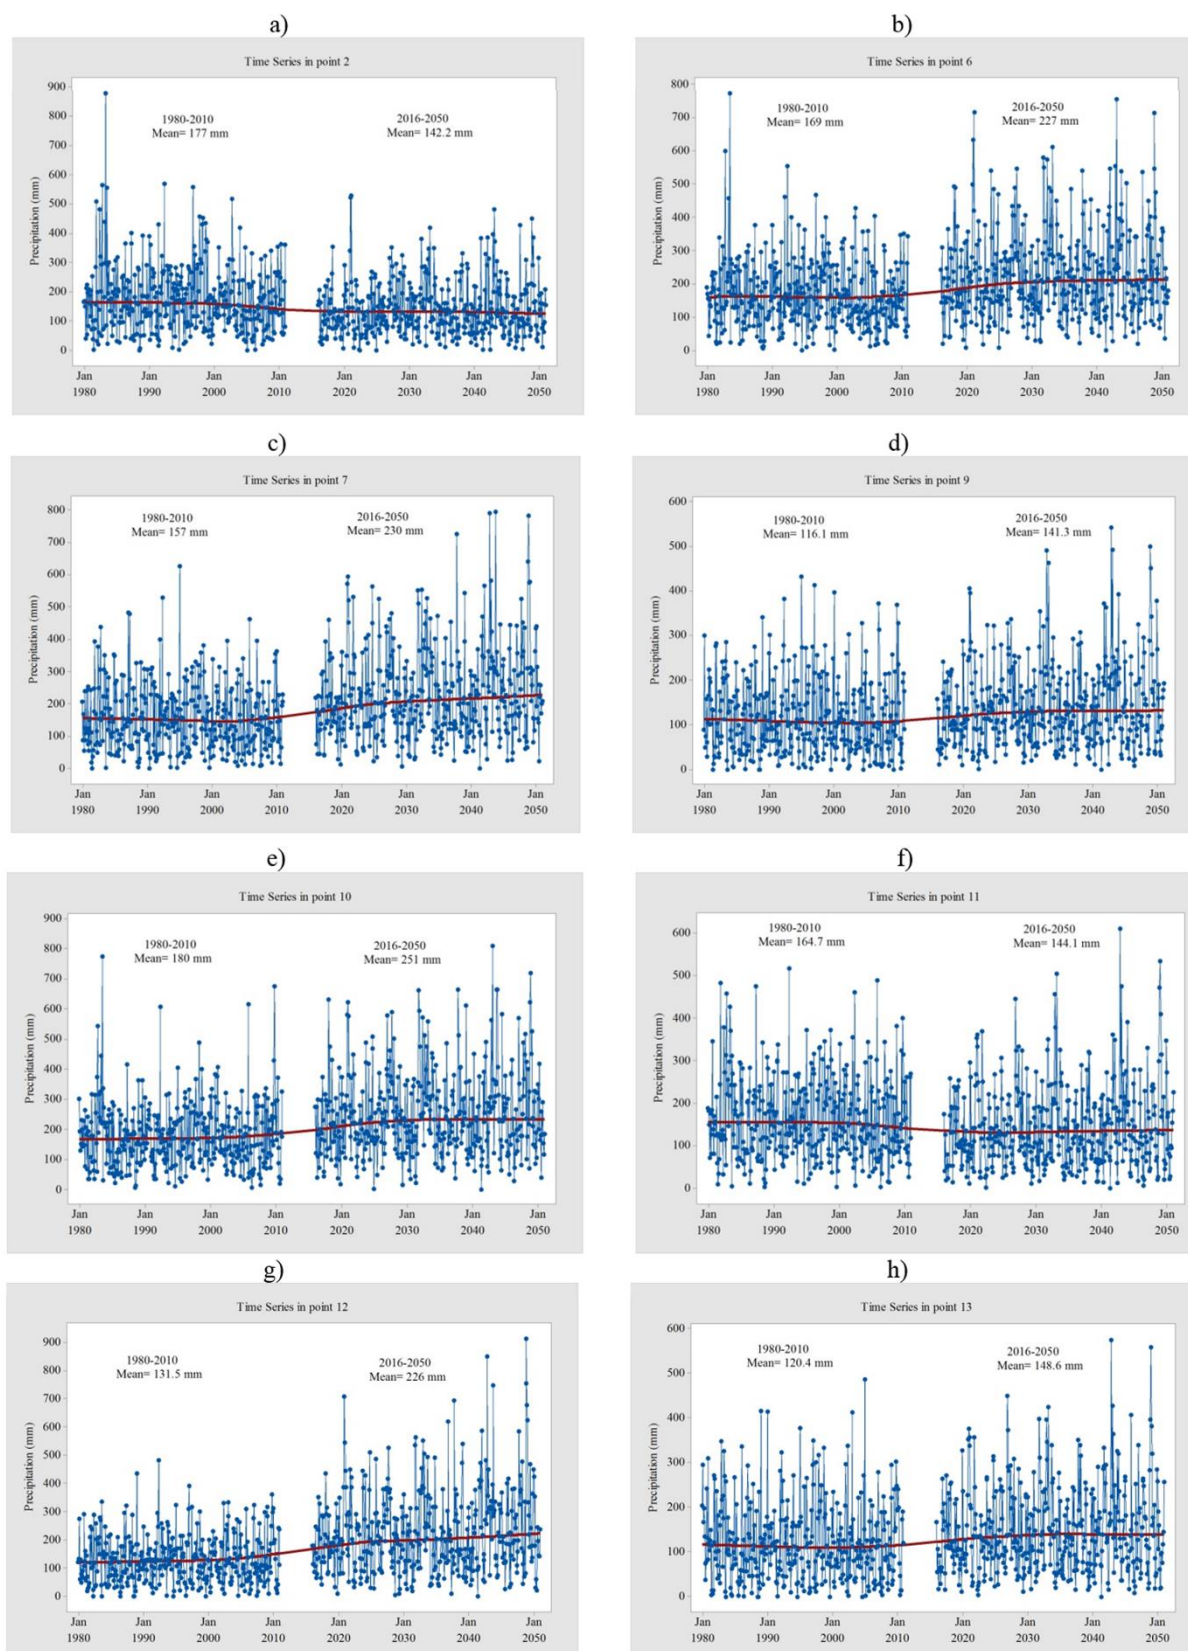 a)
Time Series in point 2
1980-2010
Mean= 177 mm
2016-2050
Mean= 142.2 mm
Precipitation (mm)
900
800
700
600
500
400
300
200
100
0
Jan Jan Jan Jan Jan Jan Jan Jan
1980 1990 2000 2010 2020 2030 2040 2050
b)
Time Series in point 6
1980-2010
Mean= 169 mm
2016-2050
Mean= 227 mm
Precipitation (mm)
800
700
600
500
400
300
200
100
0
Jan Jan Jan Jan Jan Jan Jan Jan
1980 1990 2000 2010 2020 2030 2040 2050
c)
Time Series in point 7
1980-2010
Mean= 157 mm
2016-2050
Mean= 230 mm
Precipitation (mm)
800
700
600
500
400
300
200
100
0
Jan Jan Jan Jan Jan Jan Jan Jan
1980 1990 2000 2010 2020 2030 2040 2050
d)
Time Series in point 9
1980-2010
Mean= 116.1 mm
2016-2050
Mean= 141.3 mm
Precipitation (mm)
600
500
400
300
200
100
0
Jan Jan Jan Jan Jan Jan Jan Jan
1980 1990 2000 2010 2020 2030 2040 2050
e)
Time Series in point 10
1980-2010
Mean= 180 mm
2016-2050
Mean= 251 mm
Precipitation (mm)
900
800
700
600
500
400
300
200
100
0
Jan Jan Jan Jan Jan Jan Jan Jan
1980 1990 2000 2010 2020 2030 2040 2050
f)
Time Series in point 11
1980-2010
Mean= 164.7 mm
2016-2050
Mean= 144.1 mm
Precipitation (mm)
600
500
400
300
200
100
0
Jan Jan Jan Jan Jan Jan Jan Jan
1980 1990 2000 2010 2020 2030 2040 2050
g)
Time Series in point 12
1980-2010
Mean= 131.5 mm
2016-2050
Mean= 226 mm
Precipitation (mm)
900
800
700
600
500
400
300
200
100
0
Jan Jan Jan Jan Jan Jan Jan Jan
1980 1990 2000 2010 2020 2030 2040 2050
h)
Time Series in point 13
1980-2010
Mean= 120.4 mm
2016-2050
Mean= 148.6 mm
Precipitation (mm)
600
500
400
300
200
100
0
Jan Jan Jan Jan Jan Jan Jan Jan
1980 1990 2000 2010 2020 2030 2040 2050